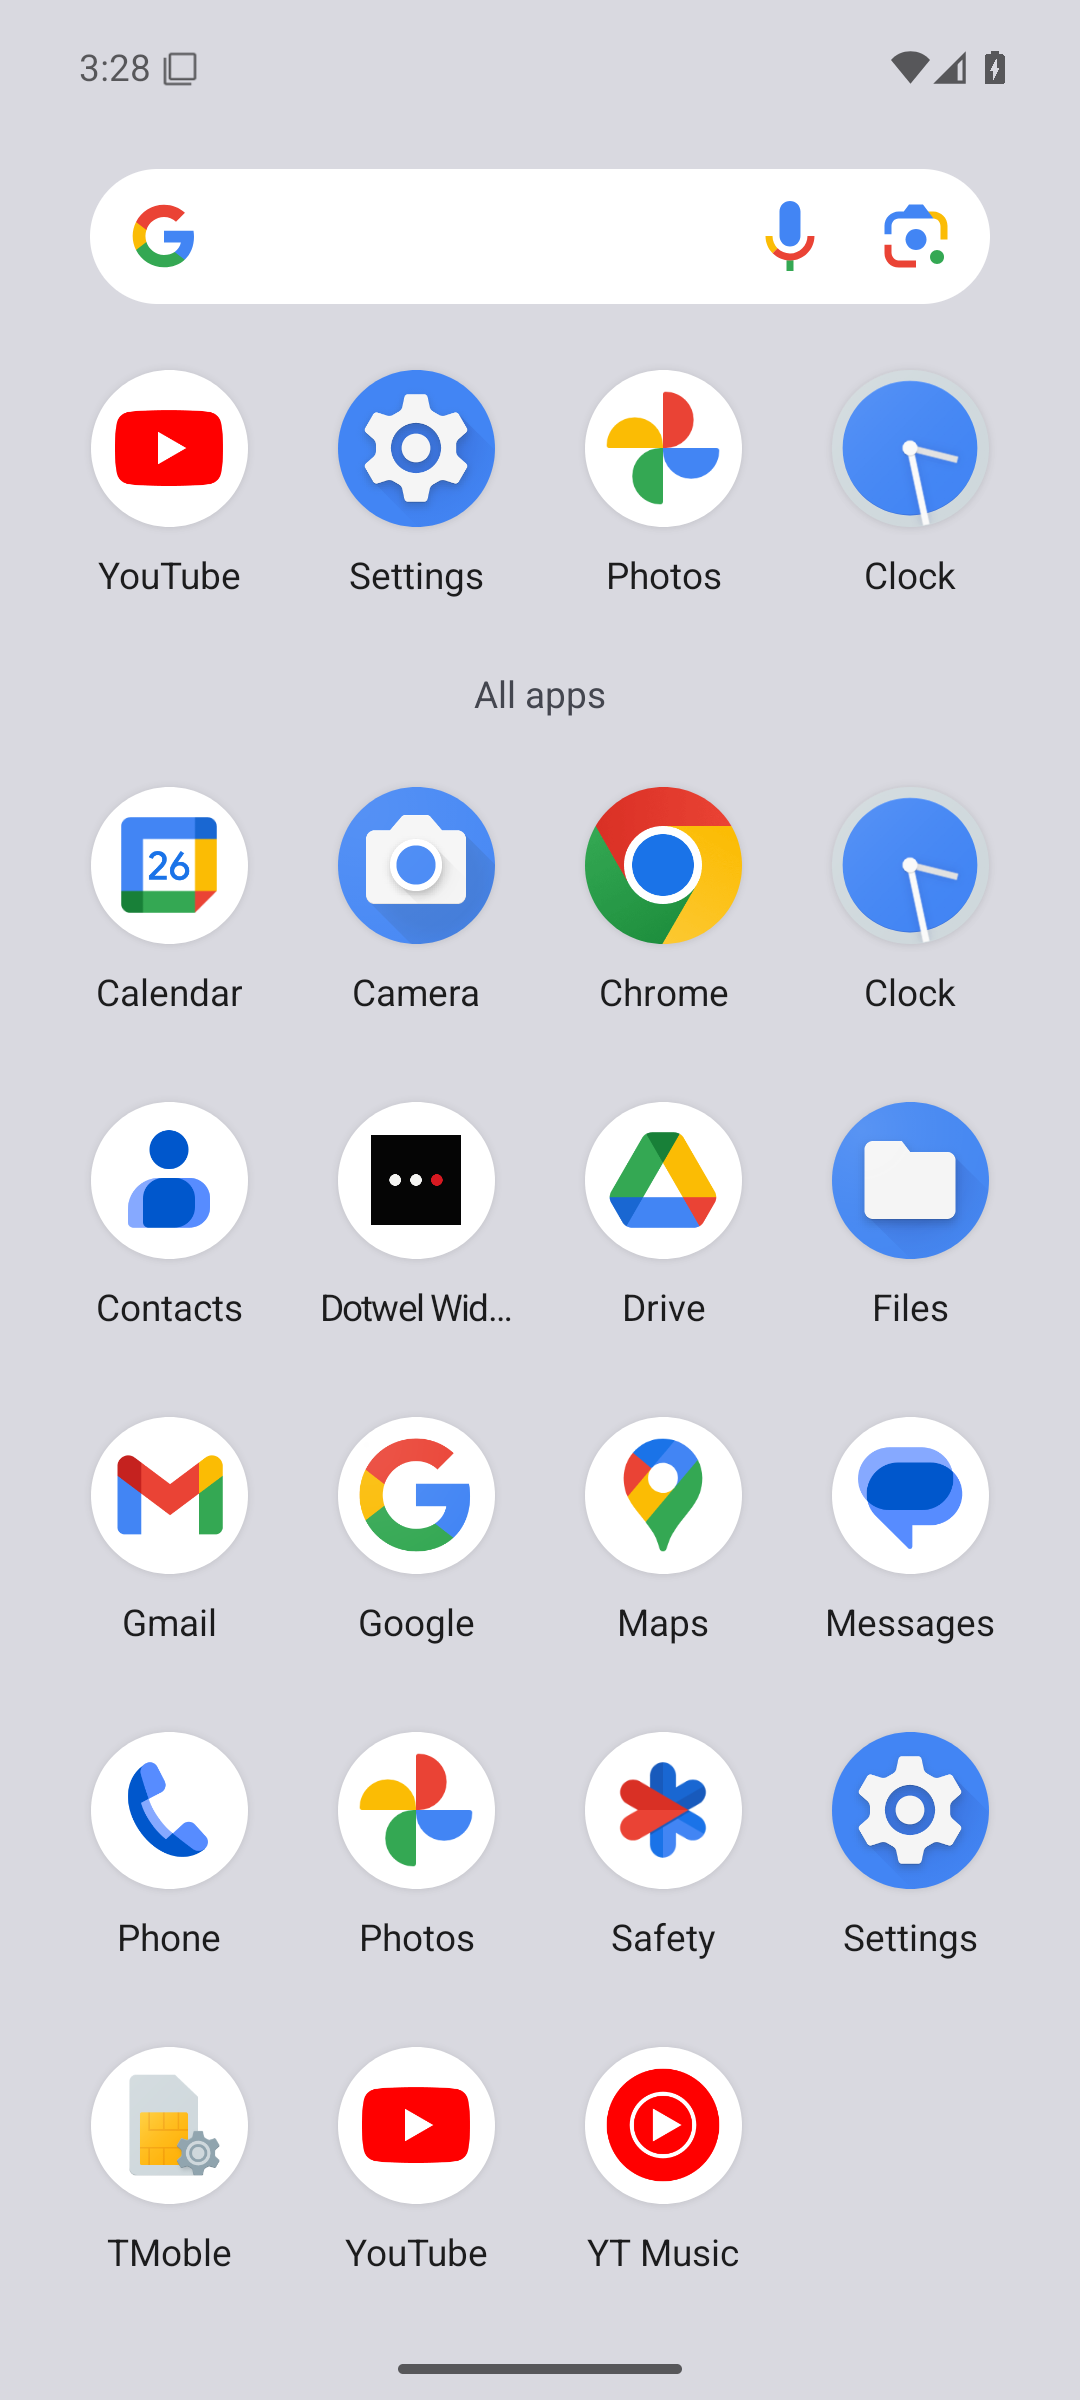 3:28
YouTube Settings Photos Clock
All apps
26
Calendar Camera Chrome Clock
Contacts Dotwel Wid... Drive Files
Gmail Google Maps Messages
Phone Photos Safety Settings
TMoble YouTube YT Music